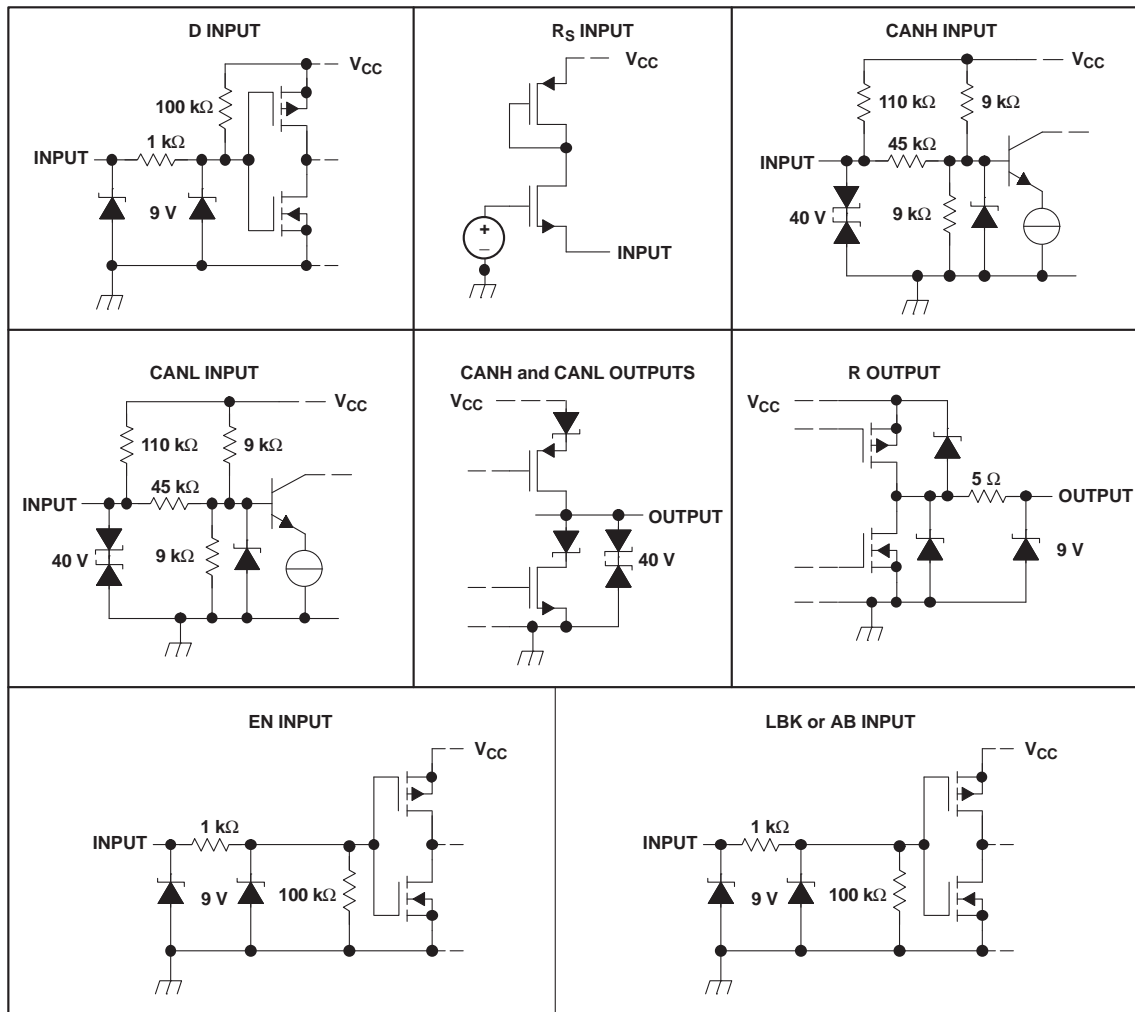 D INPUT
VCC
100 kΩ
1 kΩ
INPUT
9 V
RS INPUT
VCC
+
–
INPUT
CANH INPUT
VCC
110 kΩ
9 kΩ
45 kΩ
INPUT
9 kΩ
40 V
CANL INPUT
VCC
110 kΩ
9 kΩ
45 kΩ
INPUT
9 kΩ
40 V
CANH and CANL OUTPUTS
VCC
OUTPUT
40 V
R OUTPUT
VCC
5 Ω
OUTPUT
9 V
EN INPUT
VCC
1 kΩ
INPUT
9 V
100 kΩ
LBK or AB INPUT
VCC
1 kΩ
INPUT
9 V
100 kΩ